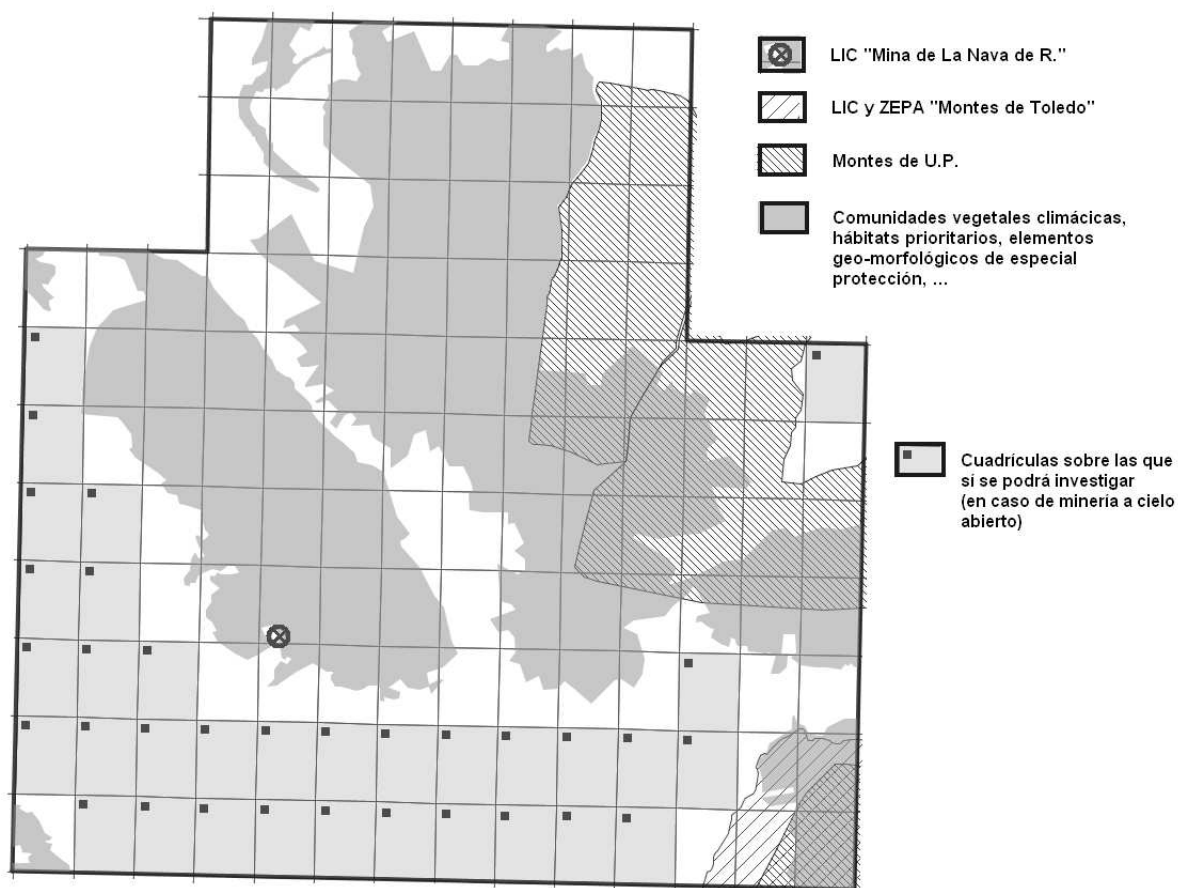 LIC "Mina de La Nava de R."
LIC y ZEPA "Montes de Toledo"
Montes de U.P.
Comunidades vegetales climácicas,
hábitats prioritarios, elementos
geo-morfológicos de especial
protección, ...
Cuadrículas sobre las que
sí se podrá investigar
(en caso de minería a cielo
abierto)